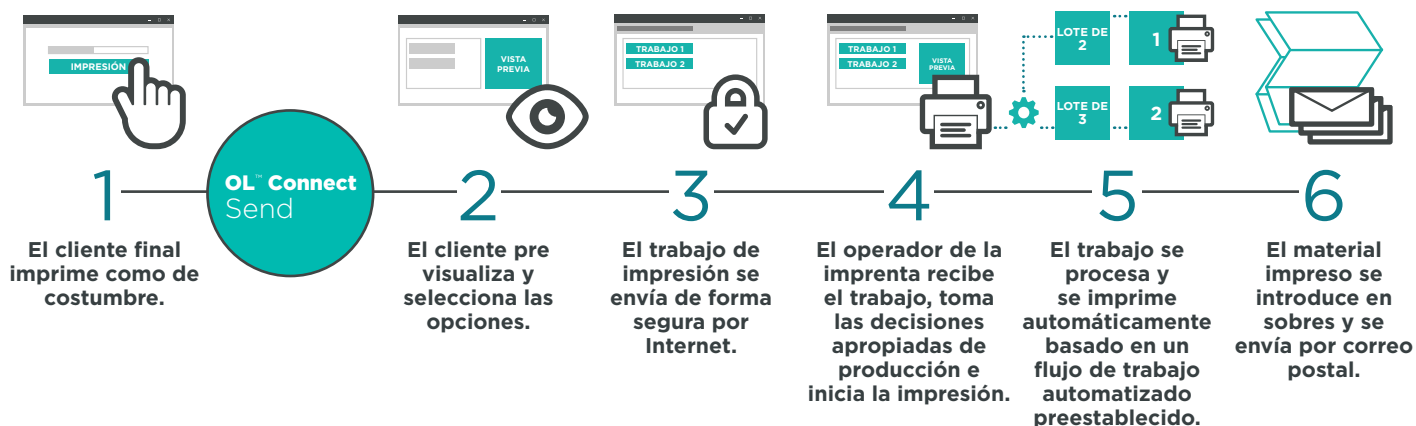 IMPRESIÓN
VISTA
PREVIA
TRABAJO 1
TRABAJO 2
TRABAJO 1
TRABAJO 2
VISTA
PREVIA
LOTE DE
2
1
LOTE DE
3
2
OL™ Connect
Send
1
El cliente final
imprime como de
costumbre.
2
El cliente pre
visualiza y
selecciona las
opciones.
3
El trabajo de
impresión se
envía de forma
segura por
Internet.
4
El operador de la
imprenta recibe
el trabajo, toma
las decisiones
apropiadas de
producción e
inicia la impresión.
5
El trabajo se
procesa y
se imprime
automáticamente
basado en un
flujo de trabajo
automatizado
preestablecido.
6
El material
impreso se
introduce en
sobres y se
envía por correo
postal.